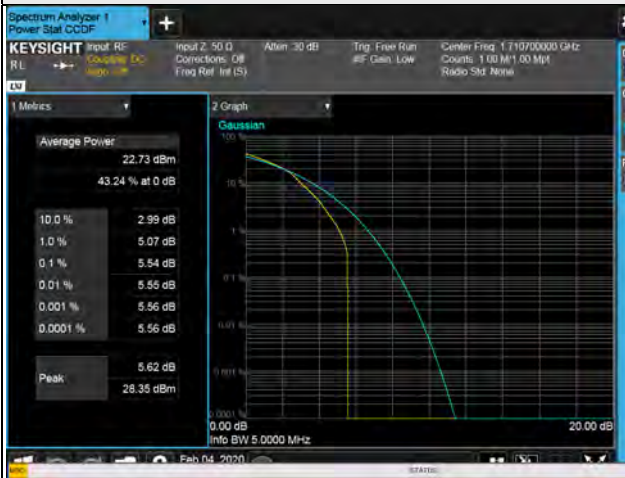 Spectrum Analyzer 1
Power Stat CCDF
KEYSIGHT
Input: RF
Coupling: DC
RL
Input Z: 50 Ω
Corrections: Off
Freq Ref: Int (S)
Atten: 30 dB
Trig: Free Run
#IF Gain: Low
Center Freq: 1.710700000 GHz
Counts: 1.00 M/1.00 Mpt
Radio Std: None
1 Metrics
2 Graph
Average Power
22.73 dBm
43.24 % at 0 dB
10.0 % 2.99 dB
1.0 % 5.07 dB
0.1 % 5.54 dB
0.01 % 5.55 dB
0.001 % 5.56 dB
0.0001 % 5.56 dB
Peak 5.62 dB
28.35 dBm
Gaussian
100 %
10 %
1 %
0.1 %
0.01 %
0.001 %
0.0001 %
0.00 dB
20.00 dB
Info BW 5.0000 MHz
Feb 04, 2020
MSG
STATUS